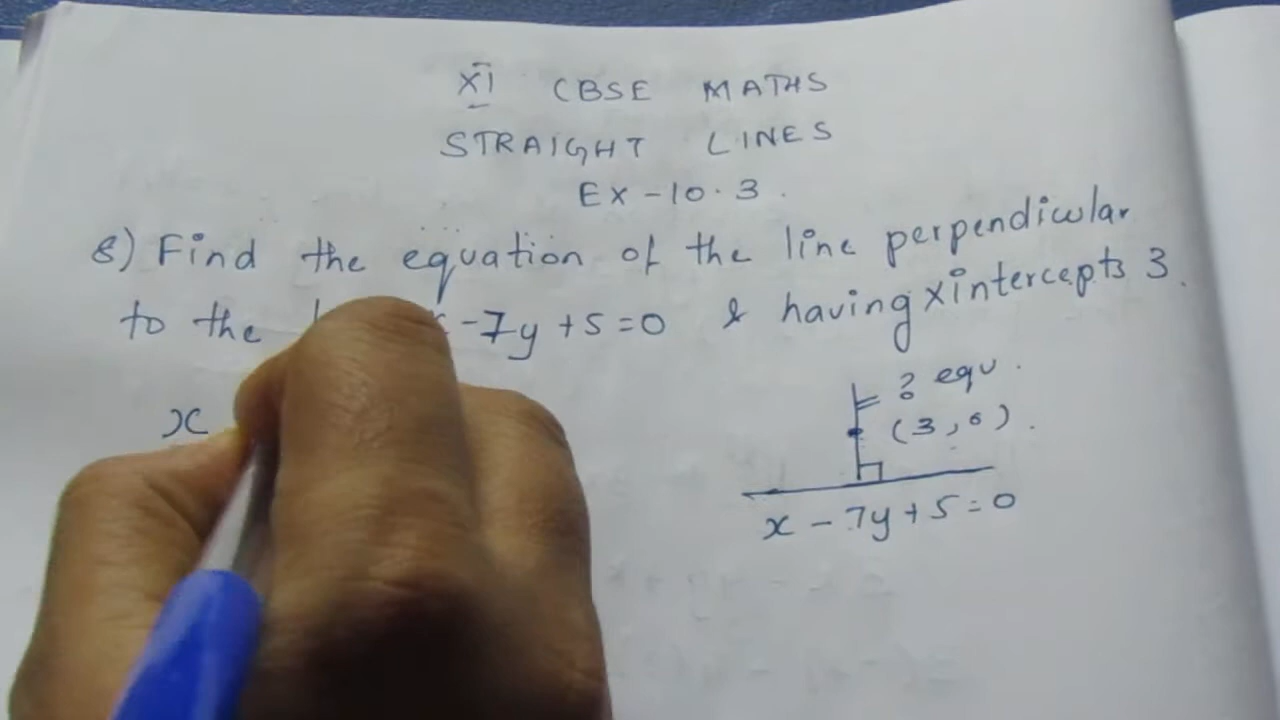 XI CBSE MATHS
STRAIGHT LINES
EX-10.3.
8) Find the equation of the line perpendicular
to the -7y+5=0 & having x intercepts 3.
? equ.
(3,0).
x
x-7y+5=0